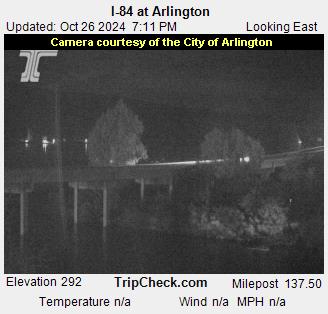 I-84 at Arlington
Updated: Oct 26 2024 7:11 PM Looking East
Camera courtesy of the City of Arlington
Elevation 292 TripCheck.com Milepost 137.50
Temperature n/a Wind n/a MPH n/a